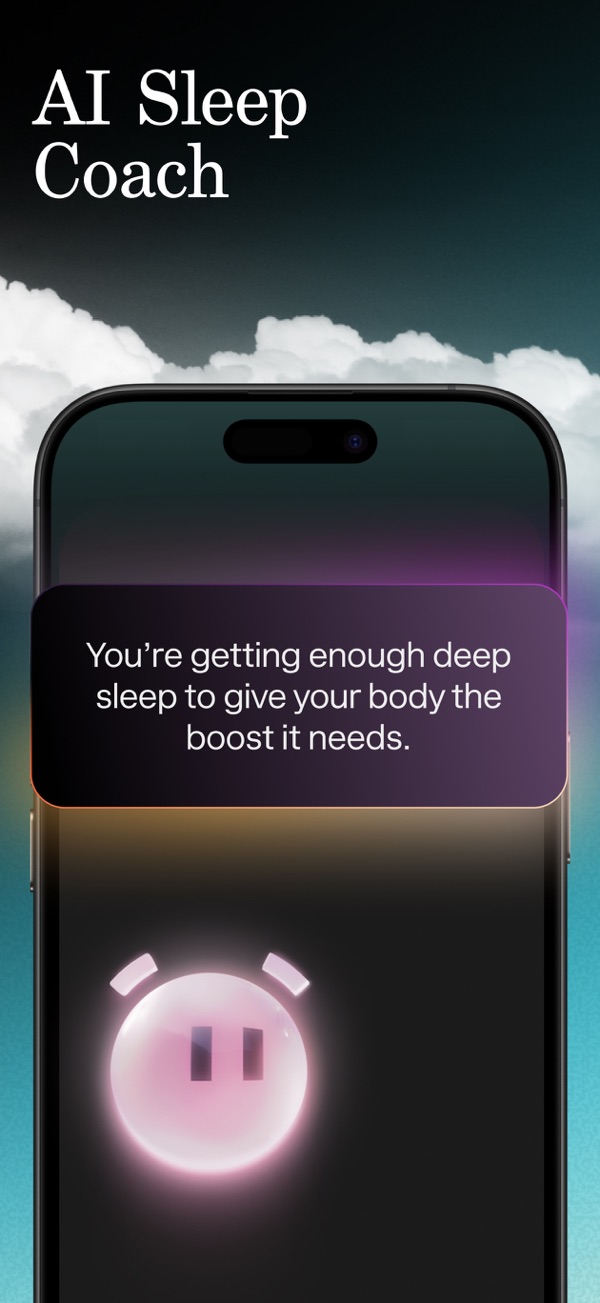 AI Sleep
Coach
You’re getting enough deep
sleep to give your body the
boost it needs.